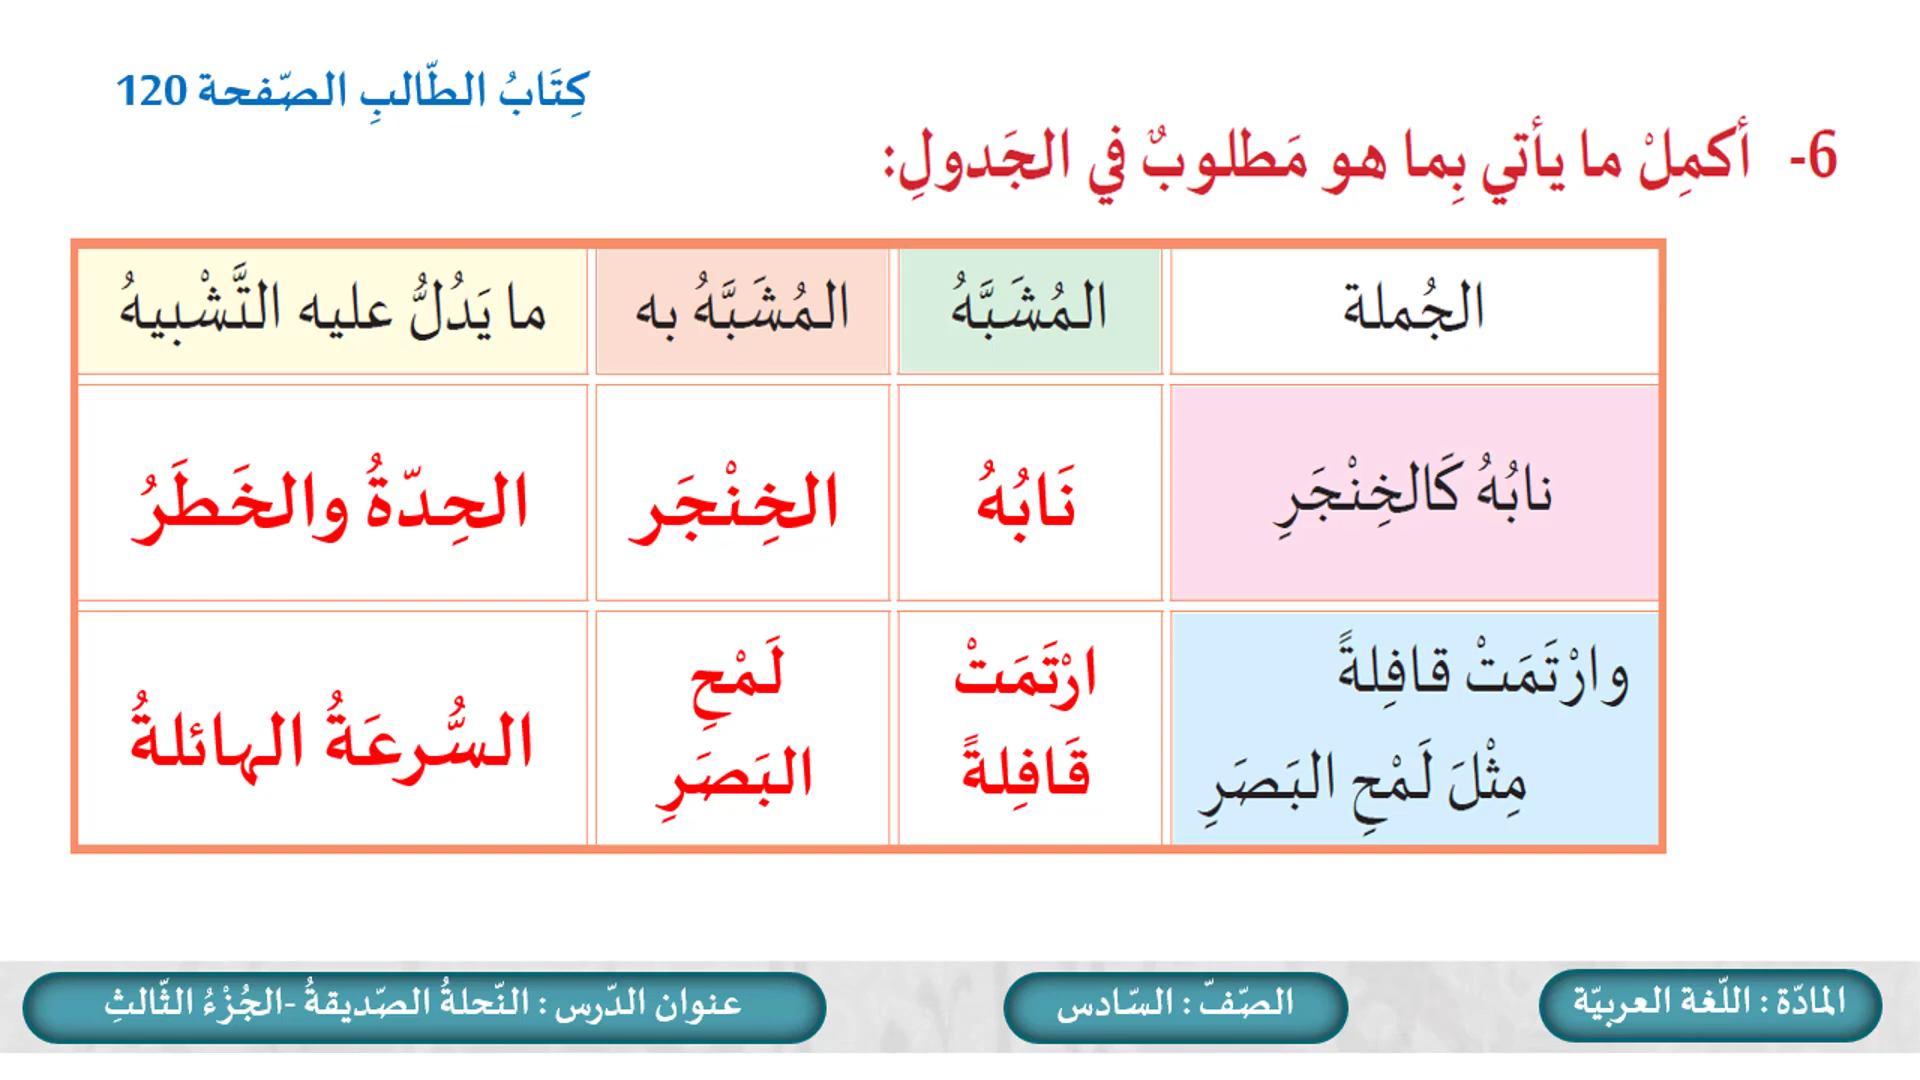 كِتَابُ الطّالبِ الصّفحة 120
6- أكمِلْ ما يأتي بِما هو مَطلوبٌ في الجَدولِ:
الجُملة المُشَبَّهُ المُشَبَّهُ به ما يَدُلُّ عليه التَّشْبيهُ
نابُهُ كَالخِنْجَرِ نَابُهُ الخِنْجَر الحِدّةُ والخَطَرُ
وارْتَمَتْ قافِلةً
مِثْلَ لَمْحِ البَصَرِ
ارْتَمَتْ
قَافِلةً
لَمْحِ
البَصَرِ
السُّرعَةُ الهائلةُ
المادّة : اللّغة العربيّة
الصّفّ : السّادس
عنوان الدّرس : النّحلةُ الصّديقةُ -الجُزْءُ الثّالثِ